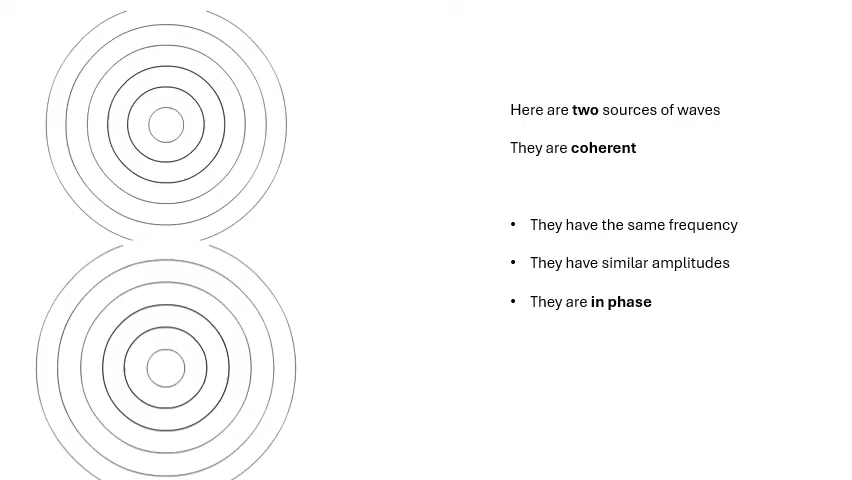 Here are two sources of waves
They are coherent
• They have the same frequency
• They have similar amplitudes
• They are in phase